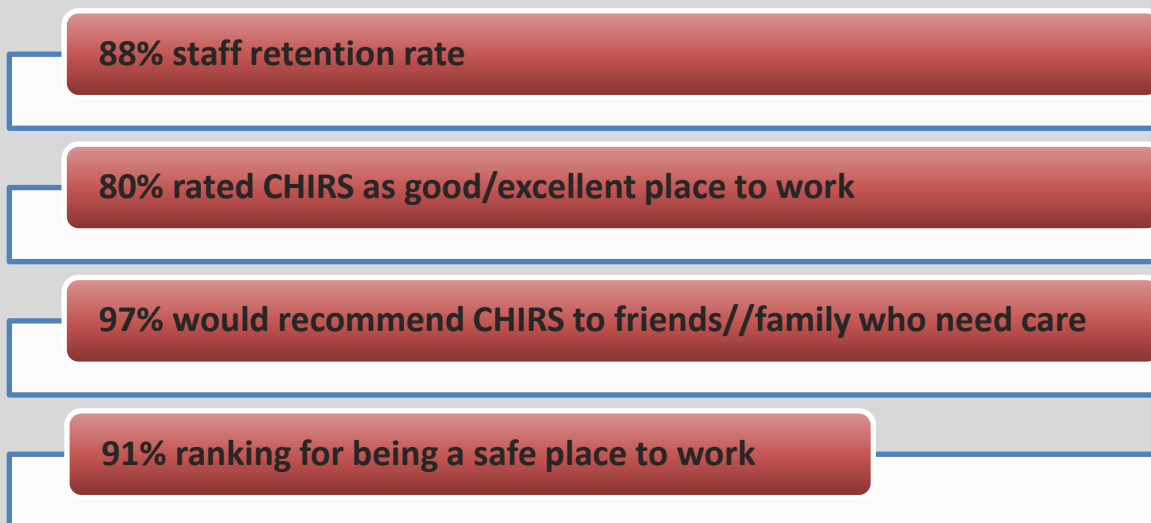 88% staff retention rate
80% rated CHIRS as good/excellent place to work
97% would recommend CHIRS to friends//family who need care
91% ranking for being a safe place to work